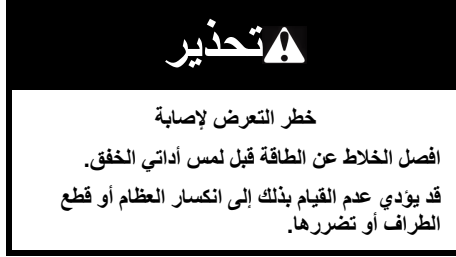 تحذير
خطر التعرض لإصابة
افصل الخلاط عن الطاقة قبل لمس أداتي الخفق.
قد يؤدي عدم القيام بذلك إلى انكسار العظام أو قطع
الطراف أو تضررها.